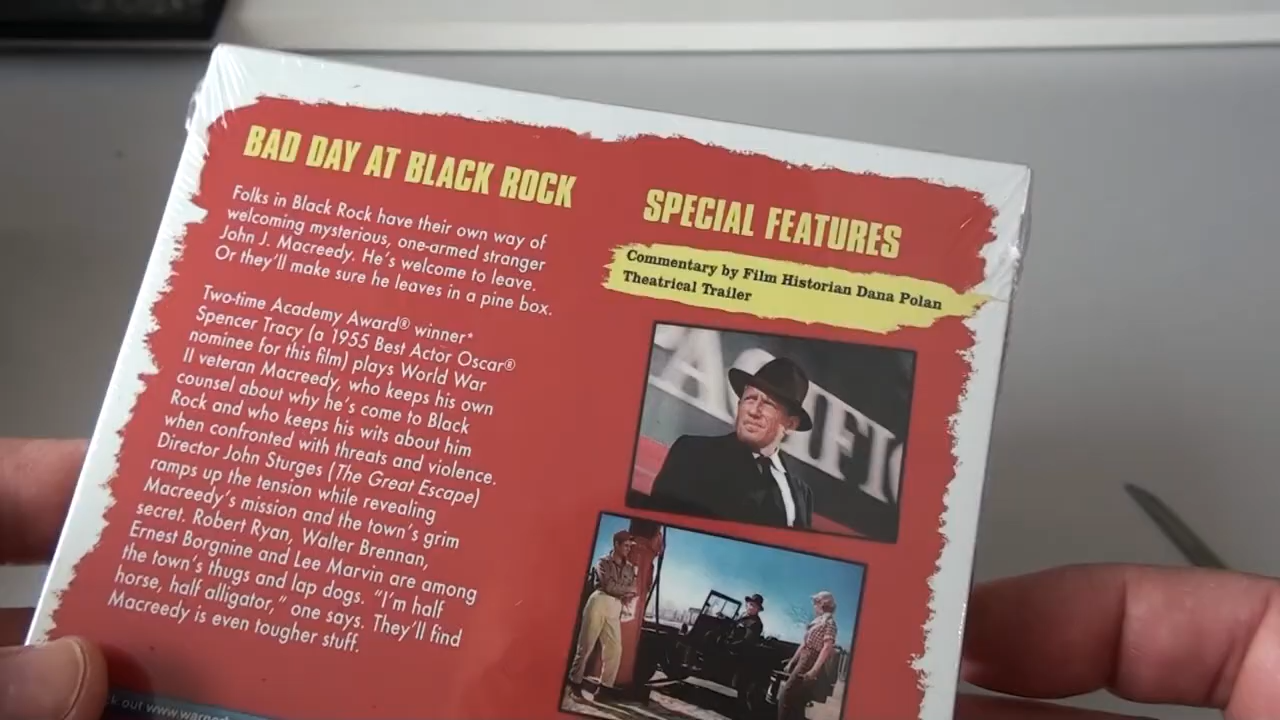 BAD DAY AT BLACK ROCK
Folks in Black Rock have their own way of
welcoming mysterious, one-armed stranger
John J. Macreedy. He's welcome to leave.
Or they'll make sure he leaves in a pine box.
Two-time Academy Award® winner*
Spencer Tracy (a 1955 Best Actor Oscar®
nominee for this film) plays World War
II veteran Macreedy, who keeps his own
counsel about why he's come to Black
Rock and who keeps his wits about him
when confronted with threats and violence.
Director John Sturges (The Great Escape)
ramps up the tension while revealing
Macreedy's mission and the town's grim
secret. Robert Ryan, Walter Brennan,
Ernest Borgnine and Lee Marvin are among
the town's thugs and lap dogs. "I'm half
horse, half alligator," one says. They'll find
Macreedy is even tougher stuff.
SPECIAL FEATURES
Commentary by Film Historian Dana Polan
Theatrical Trailer
ACIFIC
out